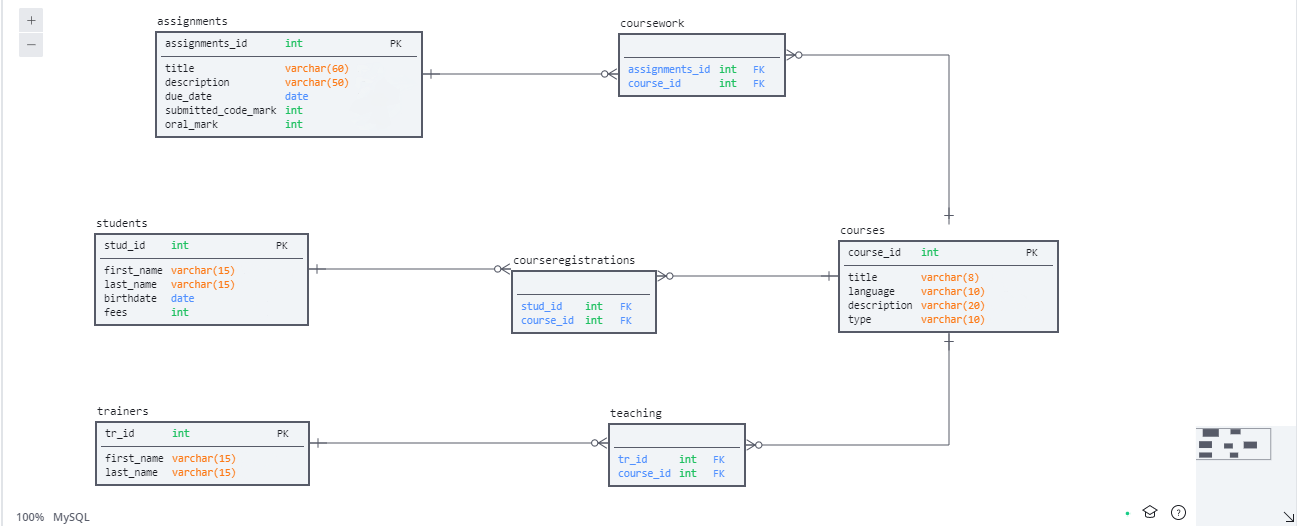 +
−
assignments
assignments_id int PK
title varchar(60)
description varchar(50)
due_date date
submitted_code_mark int
oral_mark int
coursework
assignments_id int FK
course_id int FK
students
stud_id int PK
first_name varchar(15)
last_name varchar(15)
birthdate date
fees int
courseregistrations
stud_id int FK
course_id int FK
courses
course_id int PK
title varchar(8)
language varchar(10)
description varchar(20)
type varchar(10)
trainers
tr_id int PK
first_name varchar(15)
last_name varchar(15)
teaching
tr_id int FK
course_id int FK
100% MySQL
?